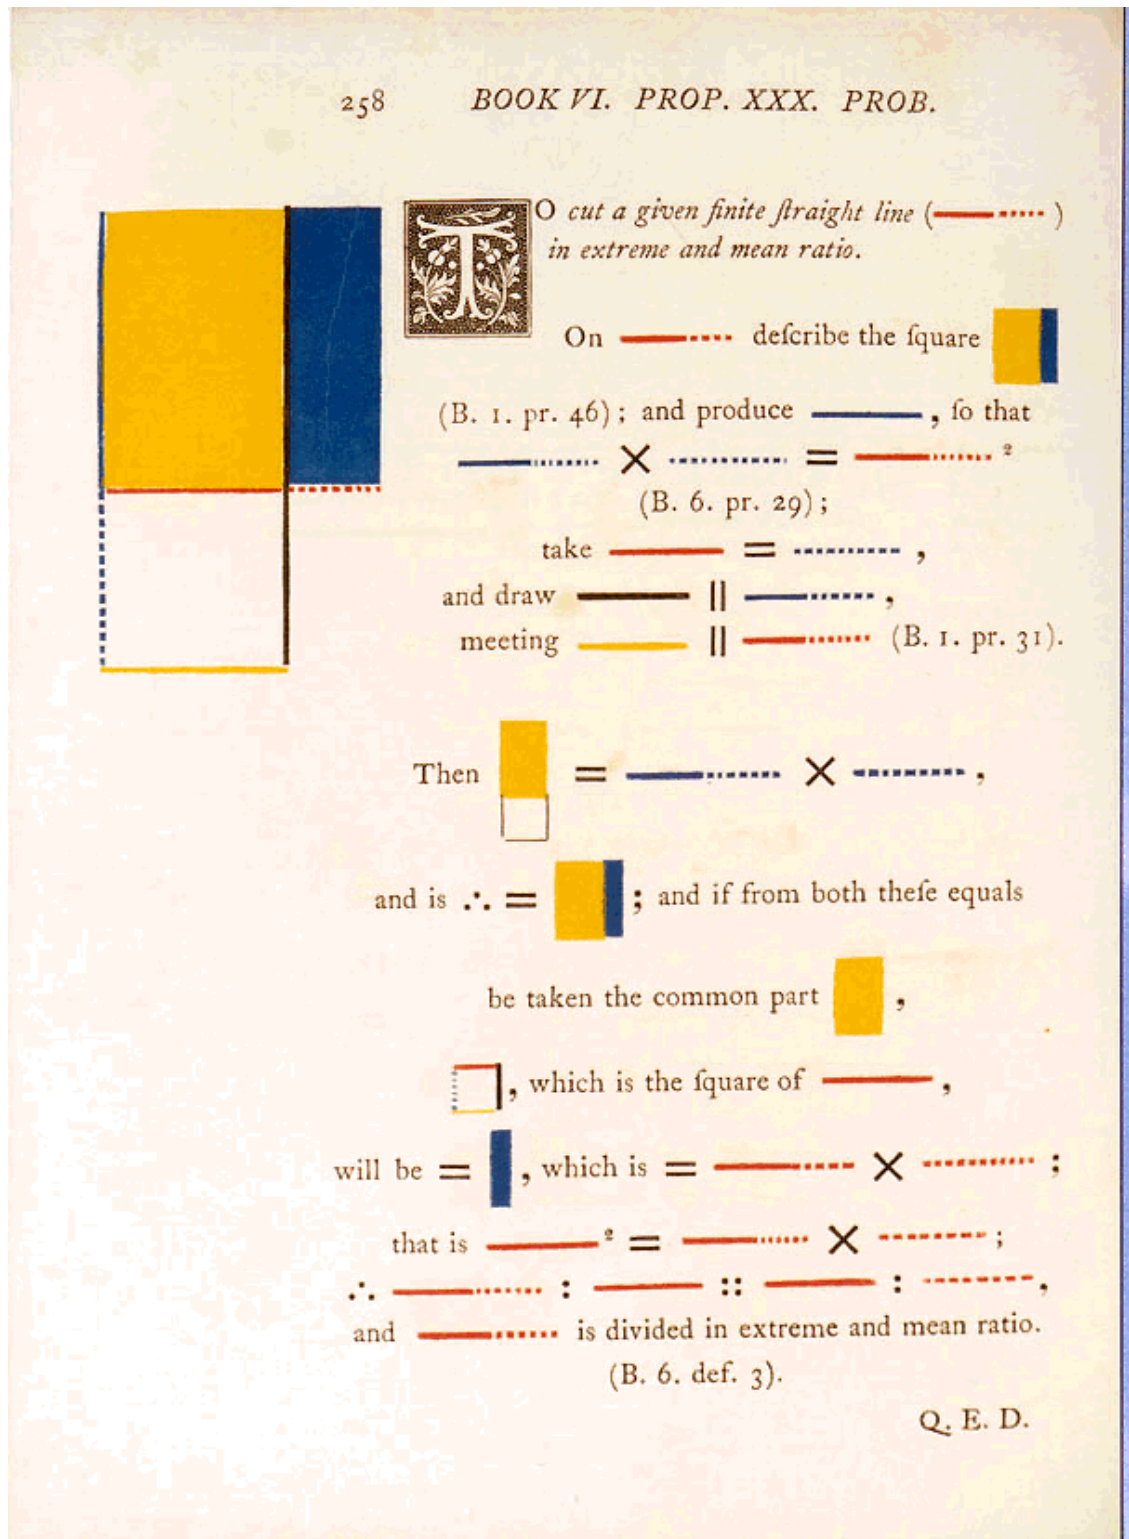 258 BOOK VI. PROP. XXX. PROB.
TO cut a given finite ſtraight line ( )
in extreme and mean ratio.
On deſcribe the ſquare
(B. 1. pr. 46); and produce , ſo that
× = ²
(B. 6. pr. 29);
take = ,
and draw || ,
meeting || (B. 1. pr. 31).
Then = × ,
and is ∴ = ; and if from both theſe equals
be taken the common part ,
, which is the ſquare of ,
will be = , which is = × ;
that is ² = × ;
∴ : :: : ,
and is divided in extreme and mean ratio.
(B. 6. def. 3).
Q. E. D.